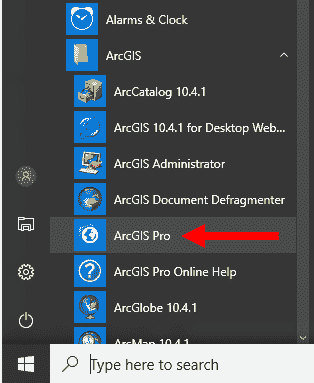 Alarms & Clock
ArcGIS
ArcCatalog 10.4.1
ArcGIS 10.4.1 for Desktop Web...
ArcGIS Administrator
ArcGIS Document Defragmenter
ArcGIS Pro
ArcGIS Pro Online Help
ArcGlobe 10.4.1
ArcMap 10.4.1
Type here to search